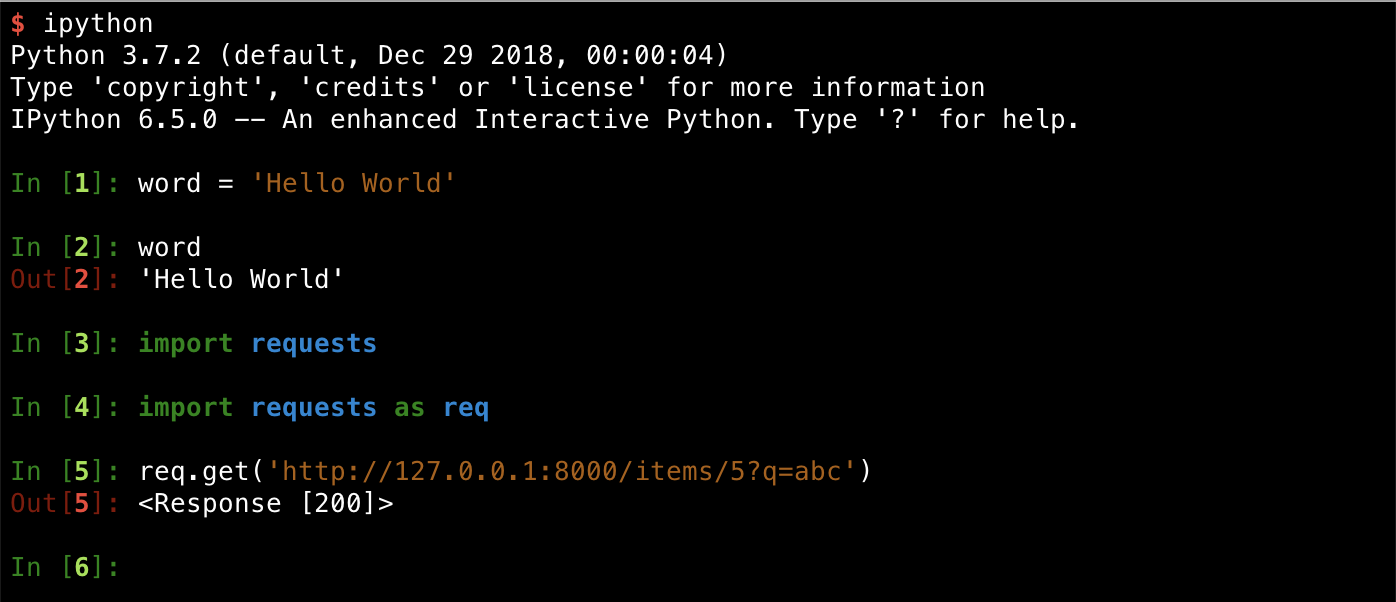 $ ipython
Python 3.7.2 (default, Dec 29 2018, 00:00:04)
Type 'copyright', 'credits' or 'license' for more information
IPython 6.5.0 -- An enhanced Interactive Python. Type '?' for help.
In [1]: word = 'Hello World'
In [2]: word
Out[2]: 'Hello World'
In [3]: import requests
In [4]: import requests as req
In [5]: req.get('http://127.0.0.1:8000/items/5?q=abc')
Out[5]: <Response [200]>
In [6]: